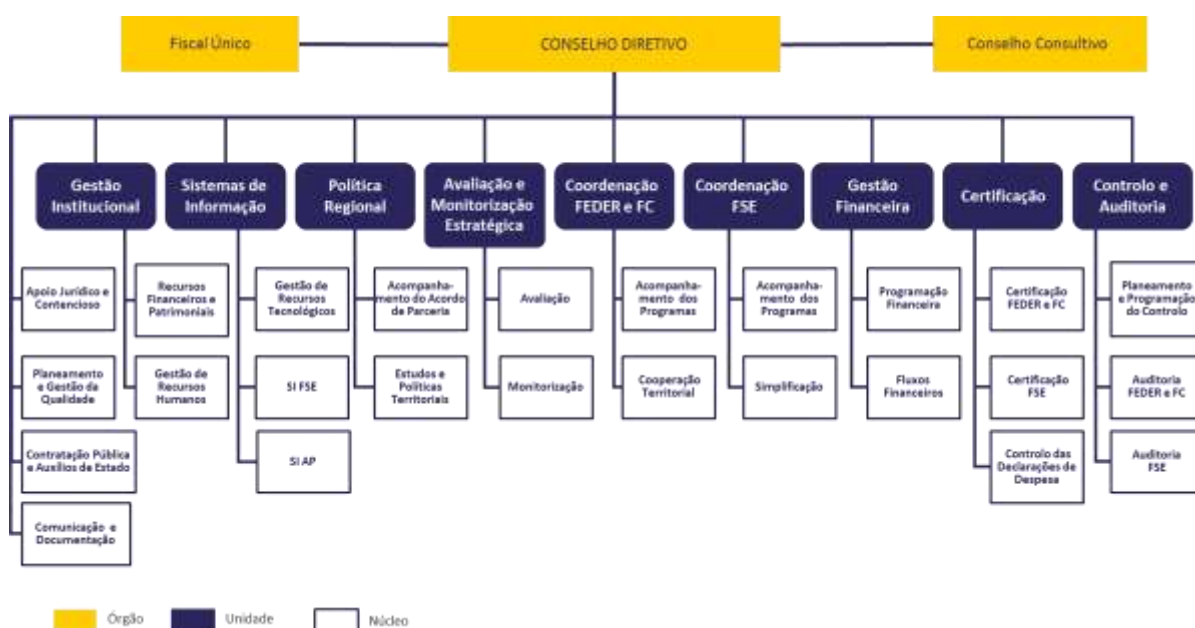 Fiscal Único
CONSELHO DIRETIVO
Conselho Consultivo
Gestão
Institucional
Sistemas de
Informação
Política
Regional
Avaliação e
Monitorização
Estratégica
Coordenação
FEDER e FC
Coordenação
FSE
Gestão
Financeira
Certificação
Controlo e
Auditoria
Apoio Jurídico e
Contencioso
Recursos
Financeiros e
Patrimoniais
Gestão de
Recursos
Tecnológicos
Acompanha-
mento do Acordo
de Parceria
Avaliação
Acompanha-
mento dos
Programas
Acompanha-
mento dos
Programas
Programação
Financeira
Certificação
FEDER e FC
Planeamento
e Programação
do Controlo
Planeamento
e Gestão da
Qualidade
Gestão de
Recursos
Humanos
SI FSE
Estudos e
Políticas
Territoriais
Monitorização
Cooperação
Territorial
Simplificação
Fluxos
Financeiros
Certificação
FSE
Auditoria
FEDER e FC
Contratação Pública
e Auxílios de Estado
SI AP
Controlo das
Declarações de
Despesa
Auditoria
FSE
Comunicação e
Documentação
Órgão
Unidade
Núcleo